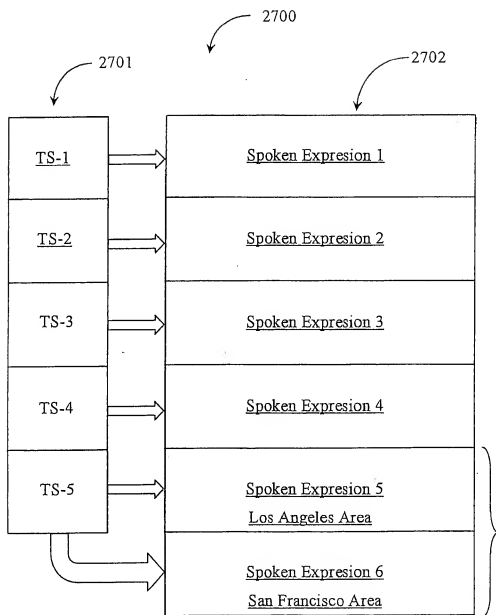 2700
2701
2702
TS-1
Spoken Expresion 1
TS-2
Spoken Expresion 2
TS-3
Spoken Expresion 3
TS-4
Spoken Expresion 4
TS-5
Spoken Expresion 5
Los Angeles Area
Spoken Expresion 6
San Francisco Area